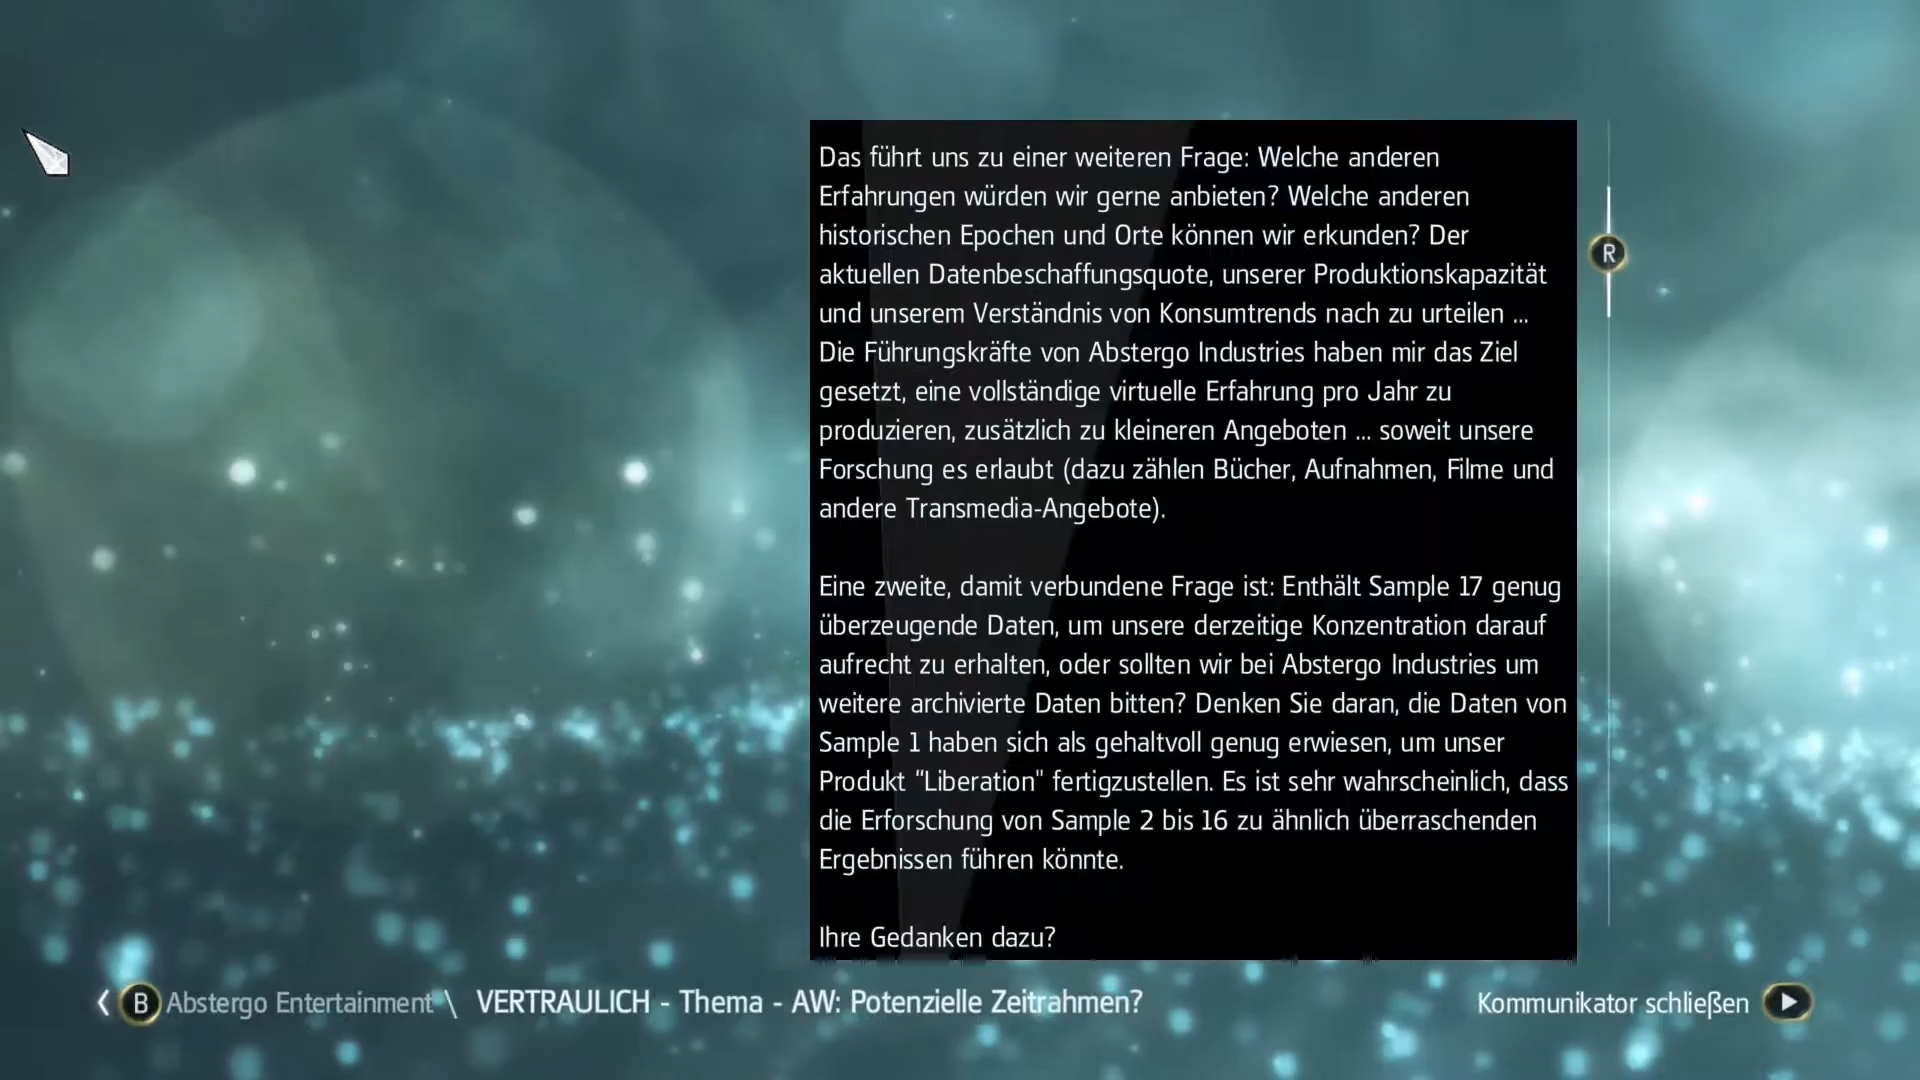 Das führt uns zu einer weiteren Frage: Welche anderen
Erfahrungen würden wir gerne anbieten? Welche anderen
historischen Epochen und Orte können wir erkunden? Der
aktuellen Datenbeschaffungsquote, unserer Produktionskapazität
und unserem Verständnis von Konsumtrends nach zu urteilen ...
Die Führungskräfte von Abstergo Industries haben mir das Ziel
gesetzt, eine vollständige virtuelle Erfahrung pro Jahr zu
produzieren, zusätzlich zu kleineren Angeboten ... soweit unsere
Forschung es erlaubt (dazu zählen Bücher, Aufnahmen, Filme und
andere Transmedia-Angebote).
Eine zweite, damit verbundene Frage ist: Enthält Sample 17 genug
überzeugende Daten, um unsere derzeitige Konzentration darauf
aufrecht zu erhalten, oder sollten wir bei Abstergo Industries um
weitere archivierte Daten bitten? Denken Sie daran, die Daten von
Sample 1 haben sich als gehaltvoll genug erwiesen, um unser
Produkt “Liberation" fertigzustellen. Es ist sehr wahrscheinlich, dass
die Erforschung von Sample 2 bis 16 zu ähnlich überraschenden
Ergebnissen führen könnte.
Ihre Gedanken dazu?
R
B Abstergo Entertainment \ VERTRAULICH - Thema - AW: Potenzielle Zeitrahmen?
Kommunikator schließen